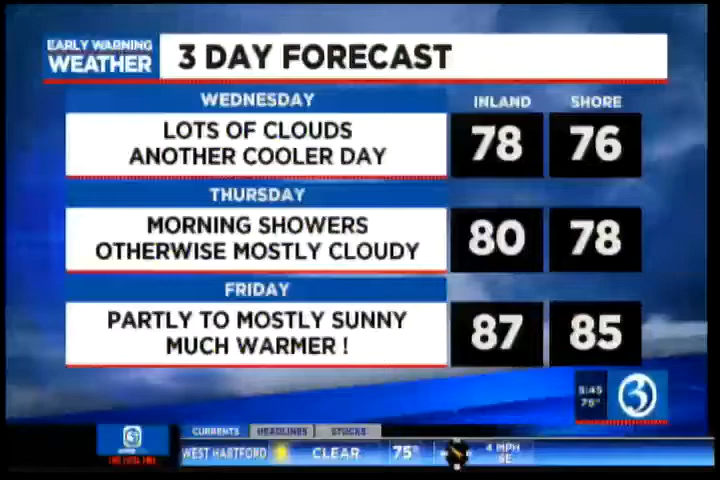 EARLY WARNING
WEATHER
3 DAY FORECAST
WEDNESDAY
INLAND
SHORE
LOTS OF CLOUDS
ANOTHER COOLER DAY
78
76
THURSDAY
MORNING SHOWERS
OTHERWISE MOSTLY CLOUDY
80
78
FRIDAY
PARTLY TO MOSTLY SUNNY
MUCH WARMER !
87
85
5:45
75°
3
CURRENTS
HEADLINES
STOCKS
WEST HARTFORD
CLEAR
75°
4 MPH
SE